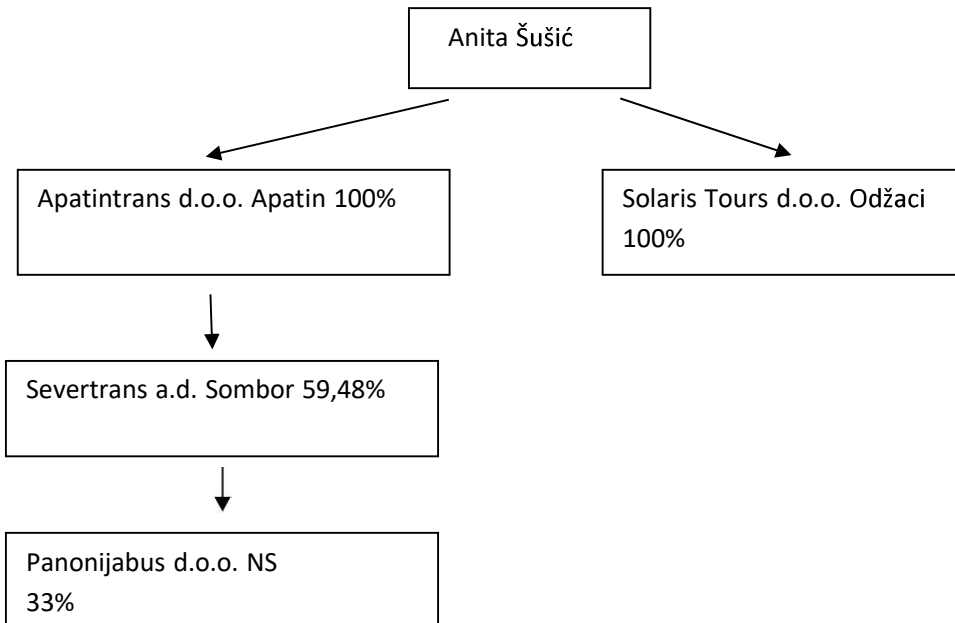 Anita Šušić
Apatintrans d.o.o. Apatin 100%
Solaris Tours d.o.o. Odžaci
100%
Severtrans a.d. Sombor 59,48%
Panonijabus d.o.o. NS
33%